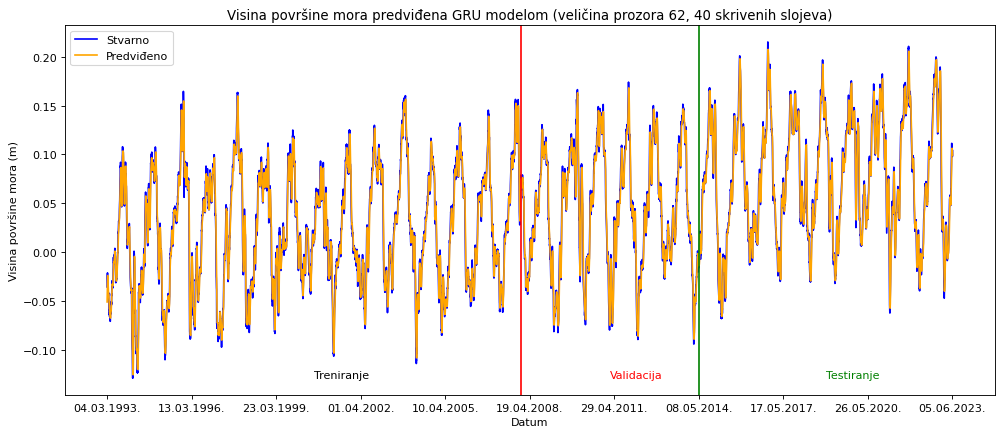 Visina površine mora predviđena GRU modelom (veličina prozora 62, 40 skrivenih slojeva)
Stvarno
Predviđeno
Visina površine mora (m)
0.20
0.15
0.10
0.05
0.00
−0.05
−0.10
Treniranje
Validacija
Testiranje
04.03.1993.
13.03.1996.
23.03.1999.
01.04.2002.
10.04.2005.
19.04.2008.
29.04.2011.
08.05.2014.
17.05.2017.
26.05.2020.
05.06.2023.
Datum